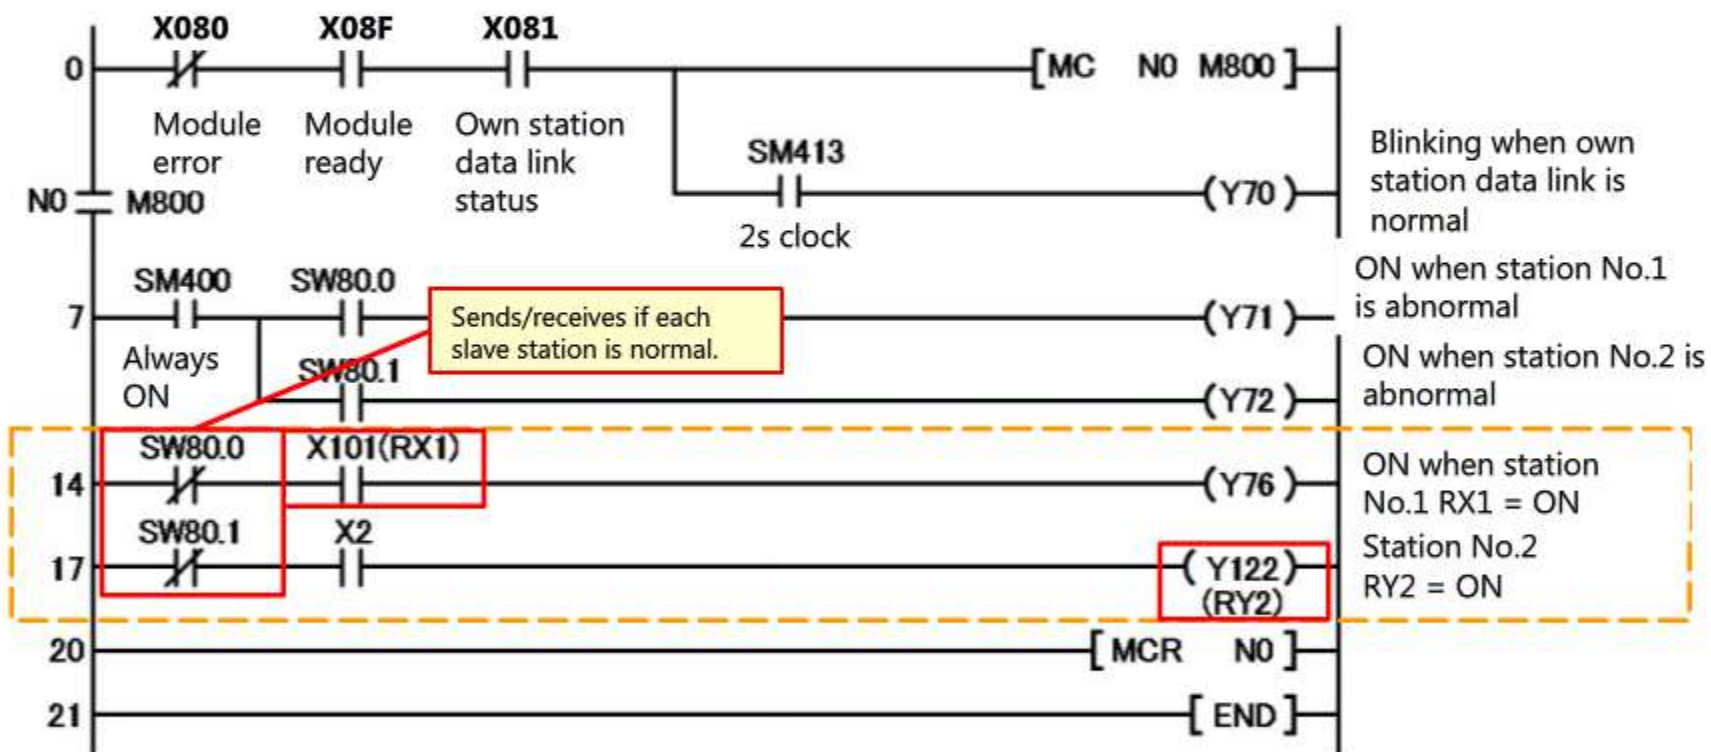 X080 X08F X081
0 [MC N0 M800]
Module error
Module ready
Own station data link status
SM413
2s clock
(Y70)
Blinking when own
station data link is
normal
N0 M800
SM400 SW80.0
7 (Y71)
Always
ON
Sends/receives if each
slave station is normal.
ON when station No.1
is abnormal
SW80.1
(Y72)
ON when station No.2 is
abnormal
SW80.0 X101(RX1)
14 (Y76)
ON when station
No.1 RX1 = ON
SW80.1 X2
17 (Y122)
(RY2)
Station No.2
RY2 = ON
20 [MCR N0]
21 [END]